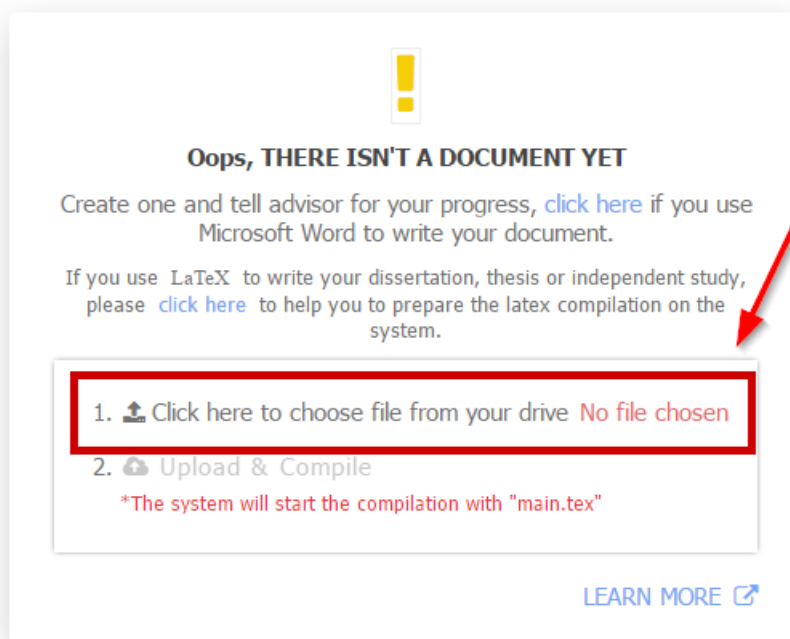 Oops, THERE ISN'T A DOCUMENT YET
Create one and tell advisor for your progress, click here if you use
Microsoft Word to write your document.
If you use LaTeX to write your dissertation, thesis or independent study,
please click here to help you to prepare the latex compilation on the
system.
1. Click here to choose file from your drive No file chosen
2. Upload & Compile
*The system will start the compilation with "main.tex"
LEARN MORE